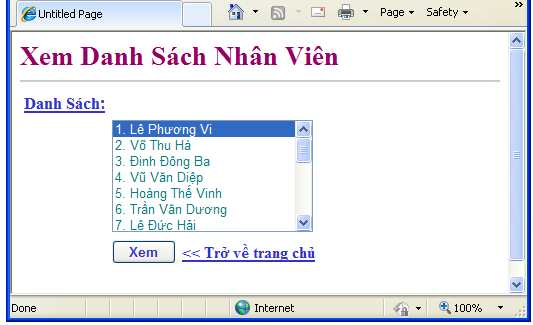 Untitled Page
Page
Safety
»
Xem Danh Sách Nhân Viên
Danh Sách:
1. Lê Phương Vi
2. Võ Thu Hà
3. Đinh Đông Ba
4. Vũ Văn Diệp
5. Hoàng Thế Vinh
6. Trần Văn Dương
7. Lê Đức Hải
Xem << Trở về trang chủ
Done Internet 100%